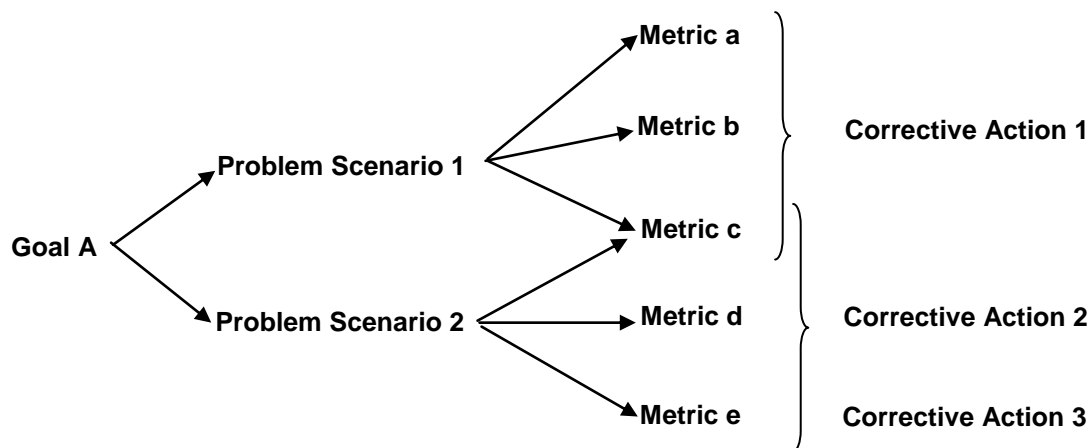 Goal A
Problem Scenario 1
Problem Scenario 2
Metric a
Metric b
Metric c
Metric d
Metric e
Corrective Action 1
Corrective Action 2
Corrective Action 3